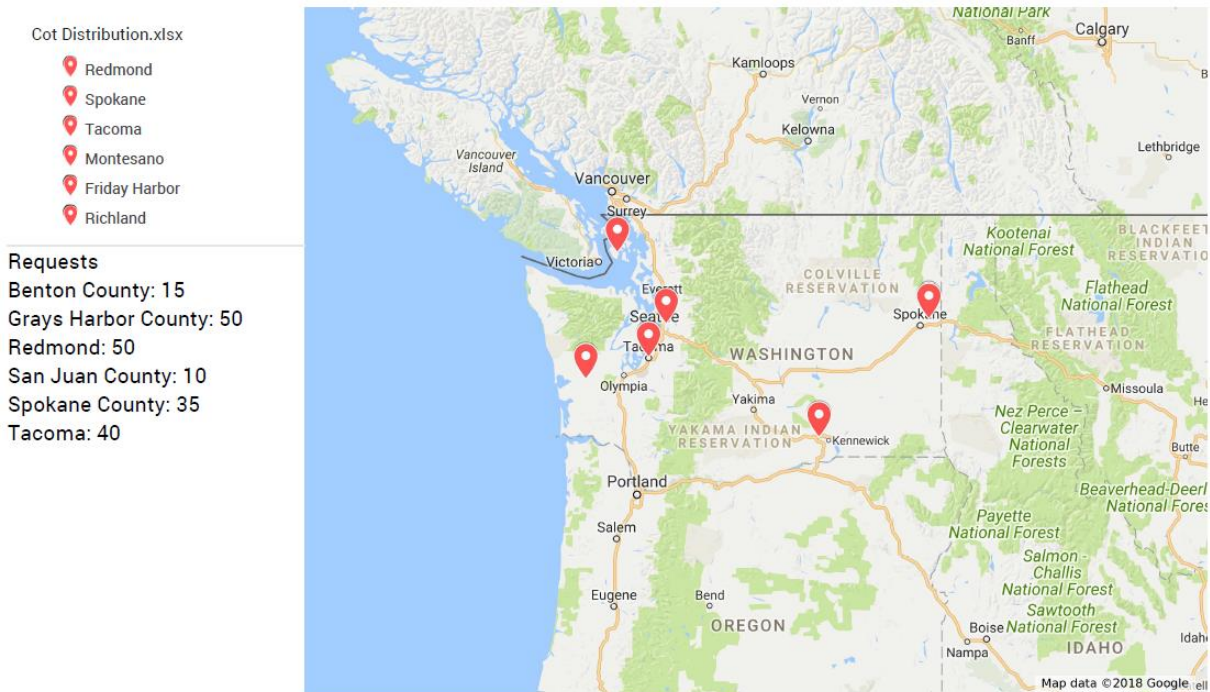 Cot Distribution.xlsx
Redmond
Spokane
Tacoma
Montesano
Friday Harbor
Richland
Requests
Benton County: 15
Grays Harbor County: 50
Redmond: 50
San Juan County: 10
Spokane County: 35
Tacoma: 40
National Park
Banff
Calgary
Kamloops
Vernon
Kelowna
Lethbridge
Vancouver
Island
Vancouver
Surrey
Victoria
Kootenai
National Forest
BLACKFEET
INDIAN
RESERVATIO
COLVILLE
RESERVATION
Flathead
National Forest
Everett
Seattle
Spokane
FLATHEAD
RESERVATION
Tacoma
WASHINGTON
Olympia
Missoula
He
Yakima
YAKAMA INDIAN
RESERVATION
Kennewick
Nez Perce -
Clearwater
National
Forests
Butte
Portland
Beaverhead-Deerl
National Fores
Salem
Payette
National Forest
Salmon -
Challis
National Forest
Eugene
Bend
Sawtooth
National Forest
OREGON
Boise
Nampa
IDAHO
Idah
Map data ©2018 Google